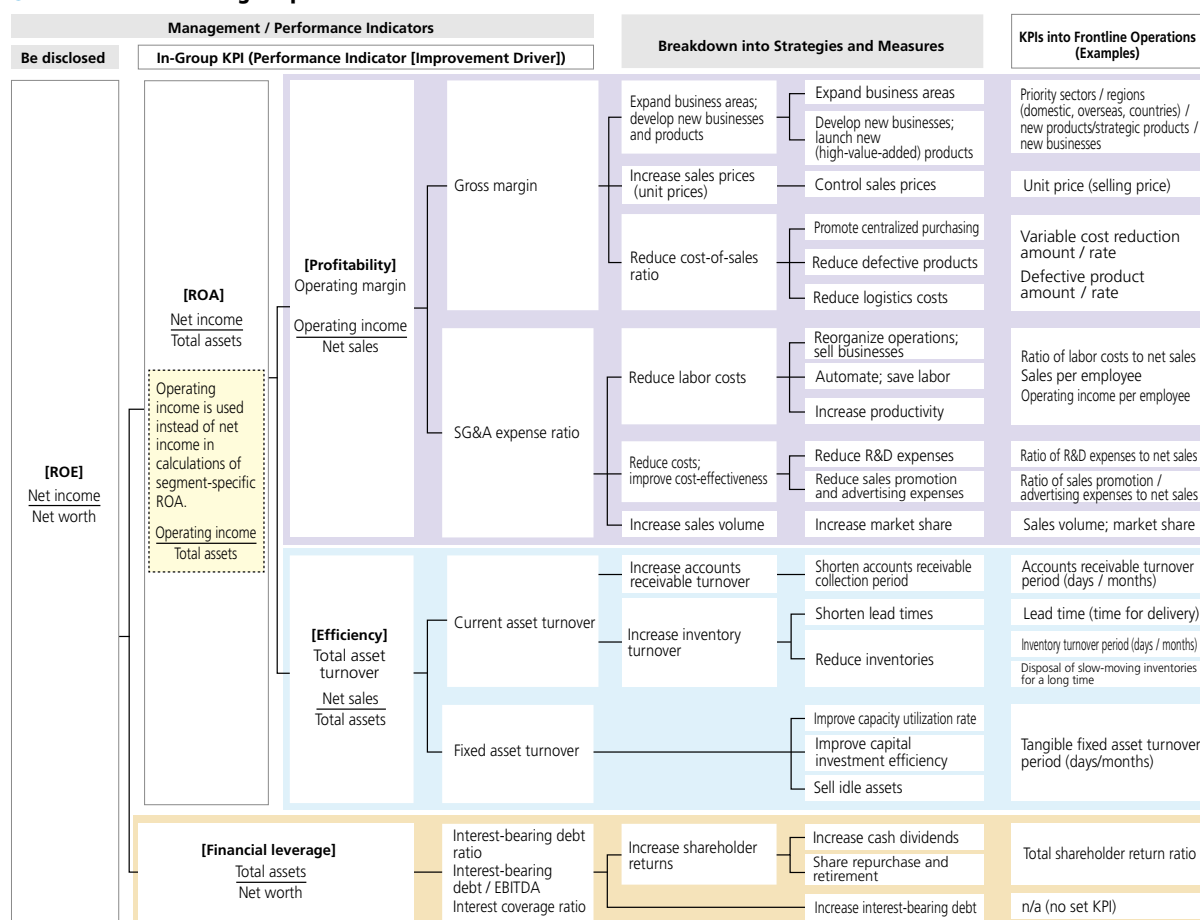 Management / Performance Indicators
Breakdown into Strategies and Measures
KPIs into Frontline Operations
(Examples)
Be disclosed
In-Group KPI (Performance Indicator [Improvement Driver])
[ROE]
Net income
Net worth
[ROA]
Net income
Total assets
Operating
income is used
instead of net
income in
calculations of
segment-specific
ROA.
Operating income
Total assets
[Profitability]
Operating margin
Operating income
Net sales
Gross margin
Expand business areas;
develop new businesses
and products
Expand business areas
Develop new businesses;
launch new
(high-value-added) products
Priority sectors / regions
(domestic, overseas, countries) /
new products/strategic products /
new businesses
Increase sales prices
(unit prices)
Control sales prices
Unit price (selling price)
Reduce cost-of-sales
ratio
Promote centralized purchasing
Reduce defective products
Reduce logistics costs
Variable cost reduction
amount / rate
Defective product
amount / rate
SG&A expense ratio
Reduce labor costs
Reorganize operations;
sell businesses
Automate; save labor
Increase productivity
Ratio of labor costs to net sales
Sales per employee
Operating income per employee
Reduce costs;
improve cost-effectiveness
Reduce R&D expenses
Reduce sales promotion
and advertising expenses
Ratio of R&D expenses to net sales
Ratio of sales promotion /
advertising expenses to net sales
Increase sales volume
Increase market share
Sales volume; market share
[Efficiency]
Total asset
turnover
Net sales
Total assets
Current asset turnover
Increase accounts
receivable turnover
Shorten accounts receivable
collection period
Accounts receivable turnover
period (days / months)
Increase inventory
turnover
Shorten lead times
Lead time (time for delivery)
Reduce inventories
Inventory turnover period (days / months)
Disposal of slow-moving inventories
for a long time
Fixed asset turnover
Improve capacity utilization rate
Improve capital
investment efficiency
Sell idle assets
Tangible fixed asset turnover
period (days/months)
[Financial leverage]
Total assets
Net worth
Interest-bearing debt
ratio
Interest-bearing
debt / EBITDA
Interest coverage ratio
Increase shareholder
returns
Increase cash dividends
Share repurchase and
retirement
Total shareholder return ratio
Increase interest-bearing debt
n/a (no set KPI)